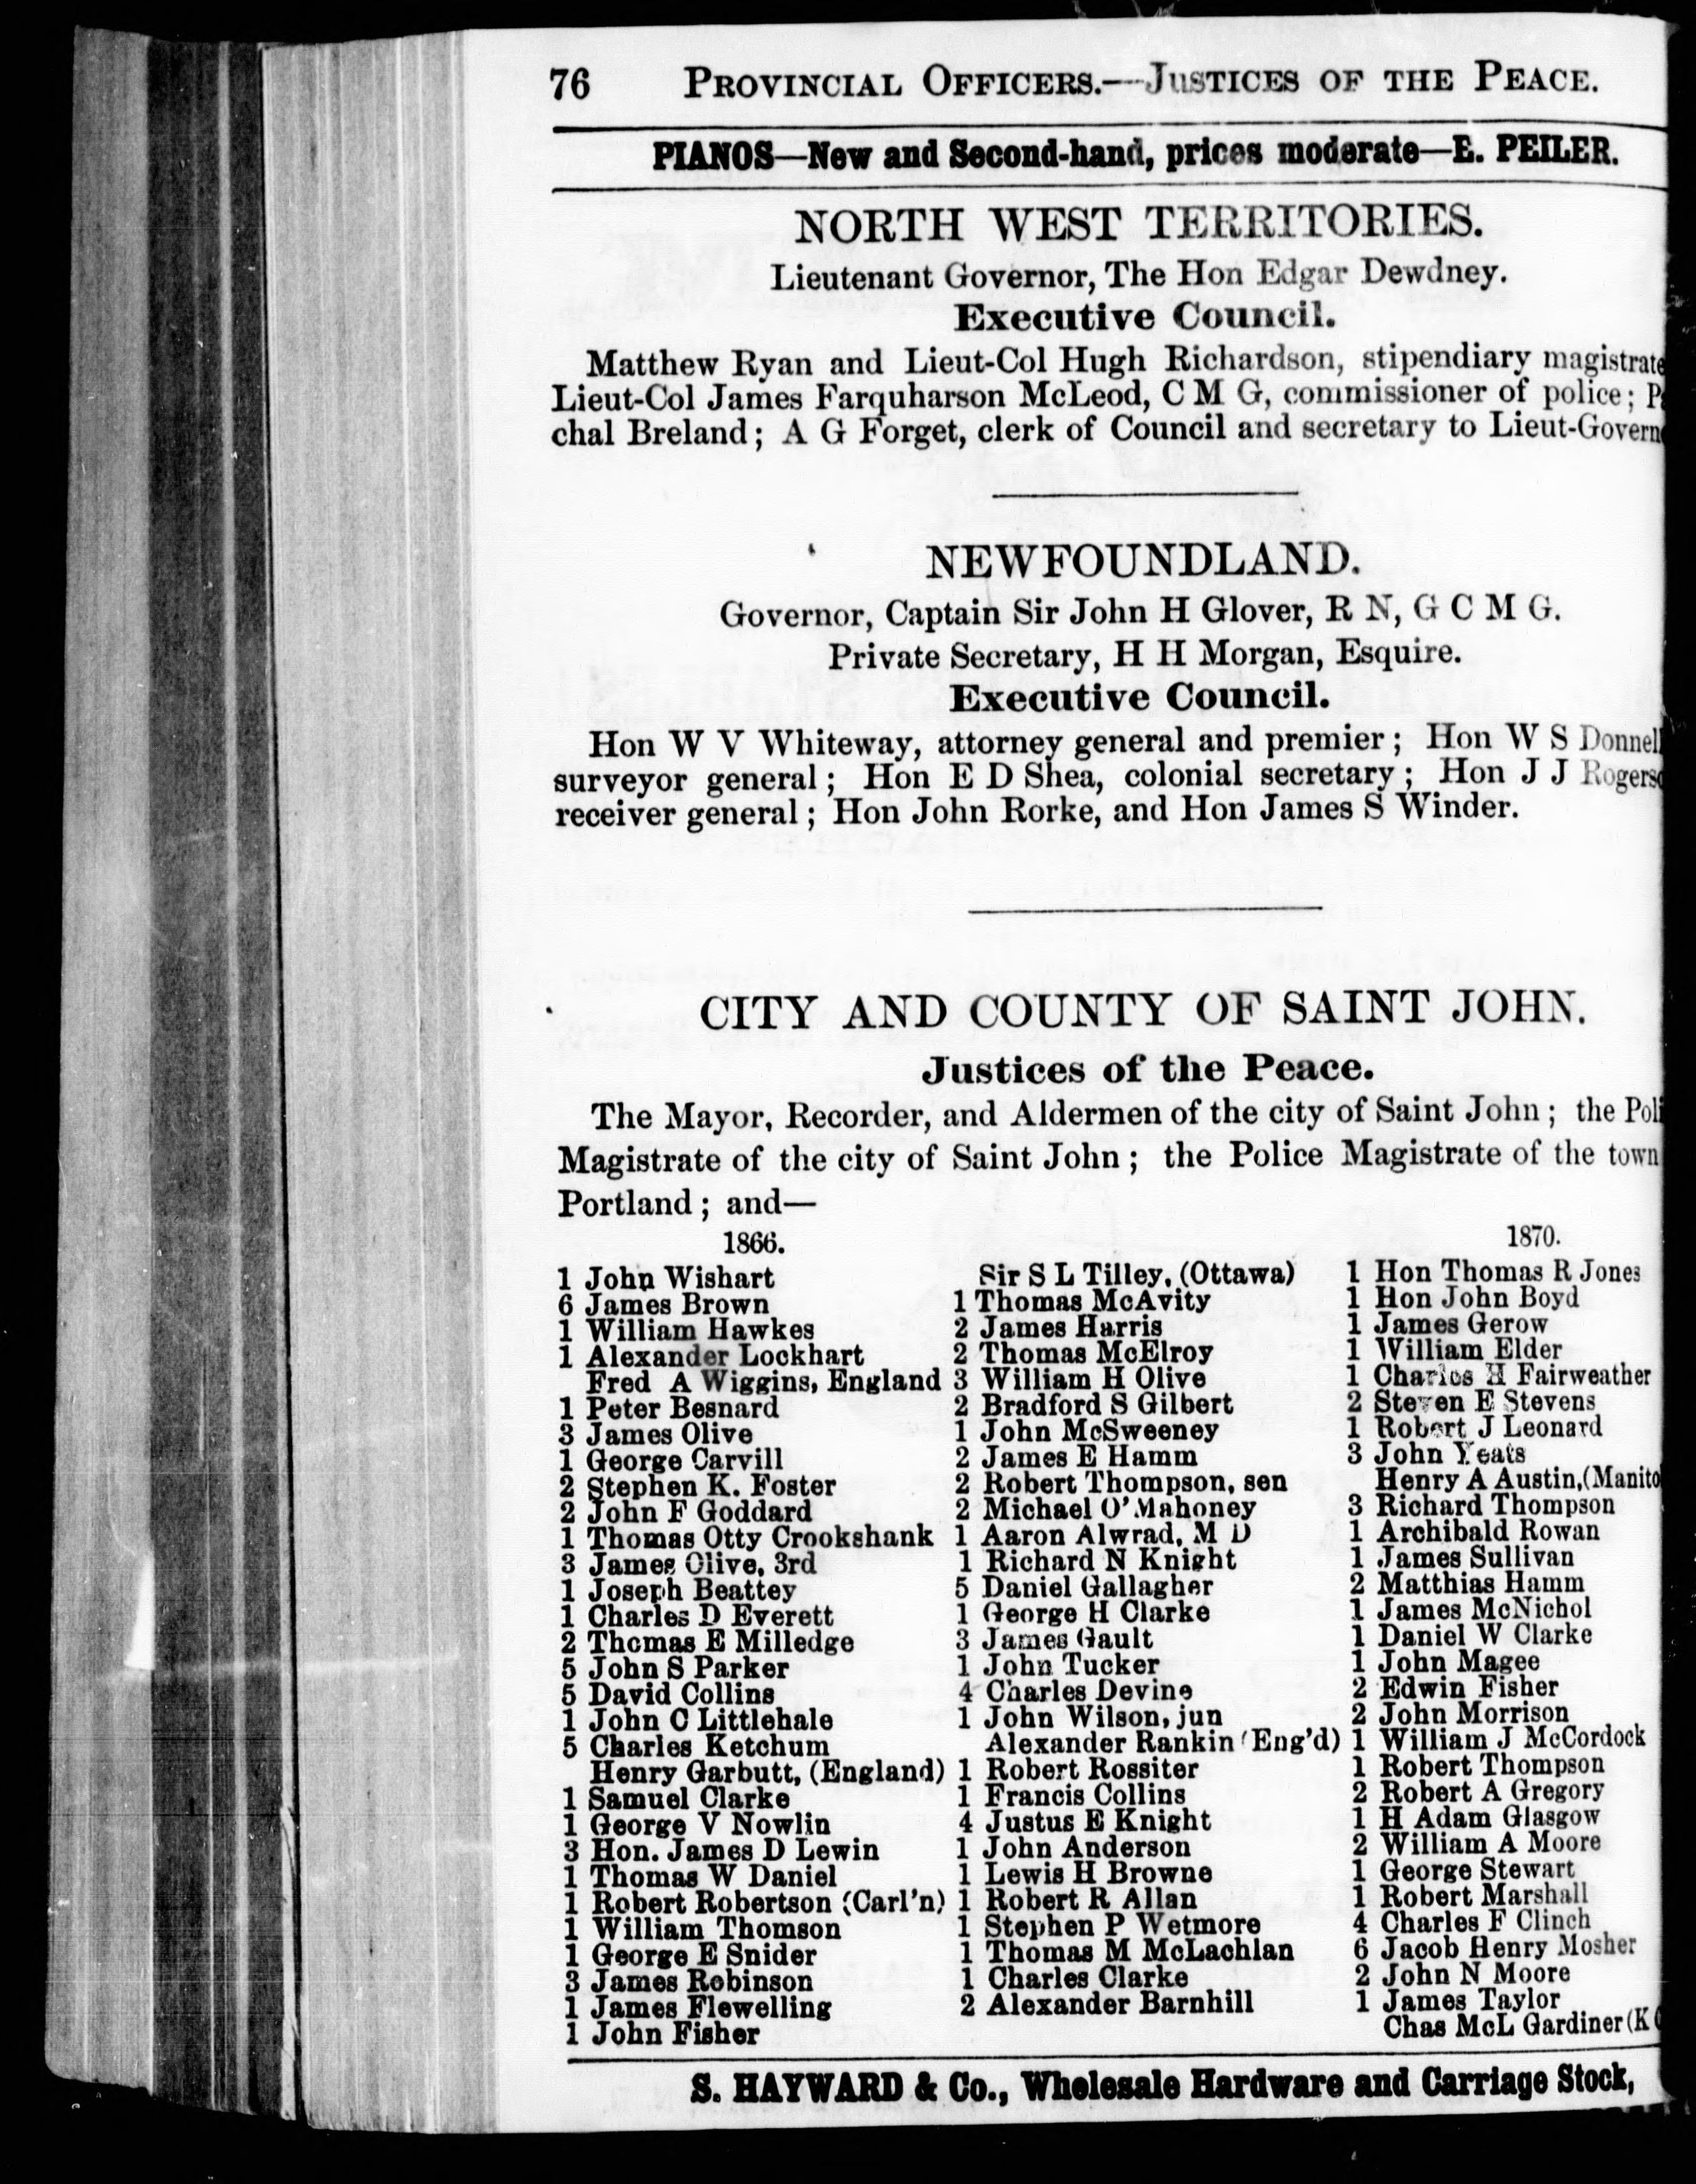 76 PROVINCIAL OFFICERS.—JUSTICES OF THE PEACE.
PIANOS—New and Second-hand, prices moderate—E. PEILER.
NORTH WEST TERRITORIES.
Lieutenant Governor, The Hon Edgar Dewdney.
Executive Council.
Matthew Ryan and Lieut-Col Hugh Richardson, stipendiary magistrate
Lieut-Col James Farquharson McLeod, C M G, commissioner of police;
chal Breland; A G Forget, clerk of Council and secretary to Lieut-Govern
NEWFOUNDLAND.
Governor, Captain Sir John H Glover, R N, G C M G.
Private Secretary, H H Morgan, Esquire.
Executive Council.
Hon W V Whiteway, attorney general and premier; Hon W S Donnel
surveyor general; Hon E D Shea, colonial secretary; Hon J J Rogers
receiver general; Hon John Rorke, and Hon James S Winder.
CITY AND COUNTY OF SAINT JOHN.
Justices of the Peace.
The Mayor, Recorder, and Aldermen of the city of Saint John; the Pol
Magistrate of the city of Saint John; the Police Magistrate of the town
Portland; and—
1866.
1 John Wishart
6 James Brown
1 William Hawkes
1 Alexander Lockhart
Fred A Wiggins, England
1 Peter Besnard
3 James Olive
1 George Carvill
2 Stephen K. Foster
2 John F Goddard
1 Thomas Otty Crookshank
3 James Olive, 3rd
1 Joseph Beattey
1 Charles D Everett
2 Thomas E Milledge
5 John S Parker
5 David Collins
1 John C Littlehale
5 Charles Ketchum
Henry Garbutt, (England)
1 Samuel Clarke
1 George V Nowlin
3 Hon. James D Lewin
1 Thomas W Daniel
1 Robert Robertson (Carl'n)
1 William Thomson
1 George E Snider
3 James Robinson
1 James Flewelling
1 John Fisher
Sir S L Tilley, (Ottawa)
1 Thomas McAvity
2 James Harris
2 Thomas McElroy
3 William H Olive
2 Bradford S Gilbert
1 John McSweeney
2 James E Hamm
2 Robert Thompson, sen
2 Michael O'Mahoney
1 Aaron Alwrad, M D
1 Richard N Knight
5 Daniel Gallagher
1 George H Clarke
3 James Gault
1 John Tucker
4 Charles Devine
1 John Wilson, jun
Alexander Rankin (Eng'd)
1 Robert Rossiter
1 Francis Collins
4 Justus E Knight
1 John Anderson
1 Lewis H Browne
1 Robert R Allan
1 Stephen P Wetmore
1 Thomas M McLachlan
1 Charles Clarke
2 Alexander Barnhill
1870.
1 Hon Thomas R Jones
1 Hon John Boyd
1 James Gerow
1 William Elder
1 Charles H Fairweather
2 Steven E Stevens
1 Robert J Leonard
3 John Yeats
Henry A Austin, (Manito
3 Richard Thompson
1 Archibald Rowan
1 James Sullivan
2 Matthias Hamm
1 James McNichol
1 Daniel W Clarke
1 John Magee
2 Edwin Fisher
2 John Morrison
1 William J McCordock
1 Robert Thompson
2 Robert A Gregory
1 H Adam Glasgow
2 William A Moore
1 George Stewart
1 Robert Marshall
4 Charles F Clinch
6 Jacob Henry Mosher
2 John N Moore
1 James Taylor
Chas McL Gardiner (K
S. HAYWARD & Co., Wholesale Hardware and Carriage Stock,